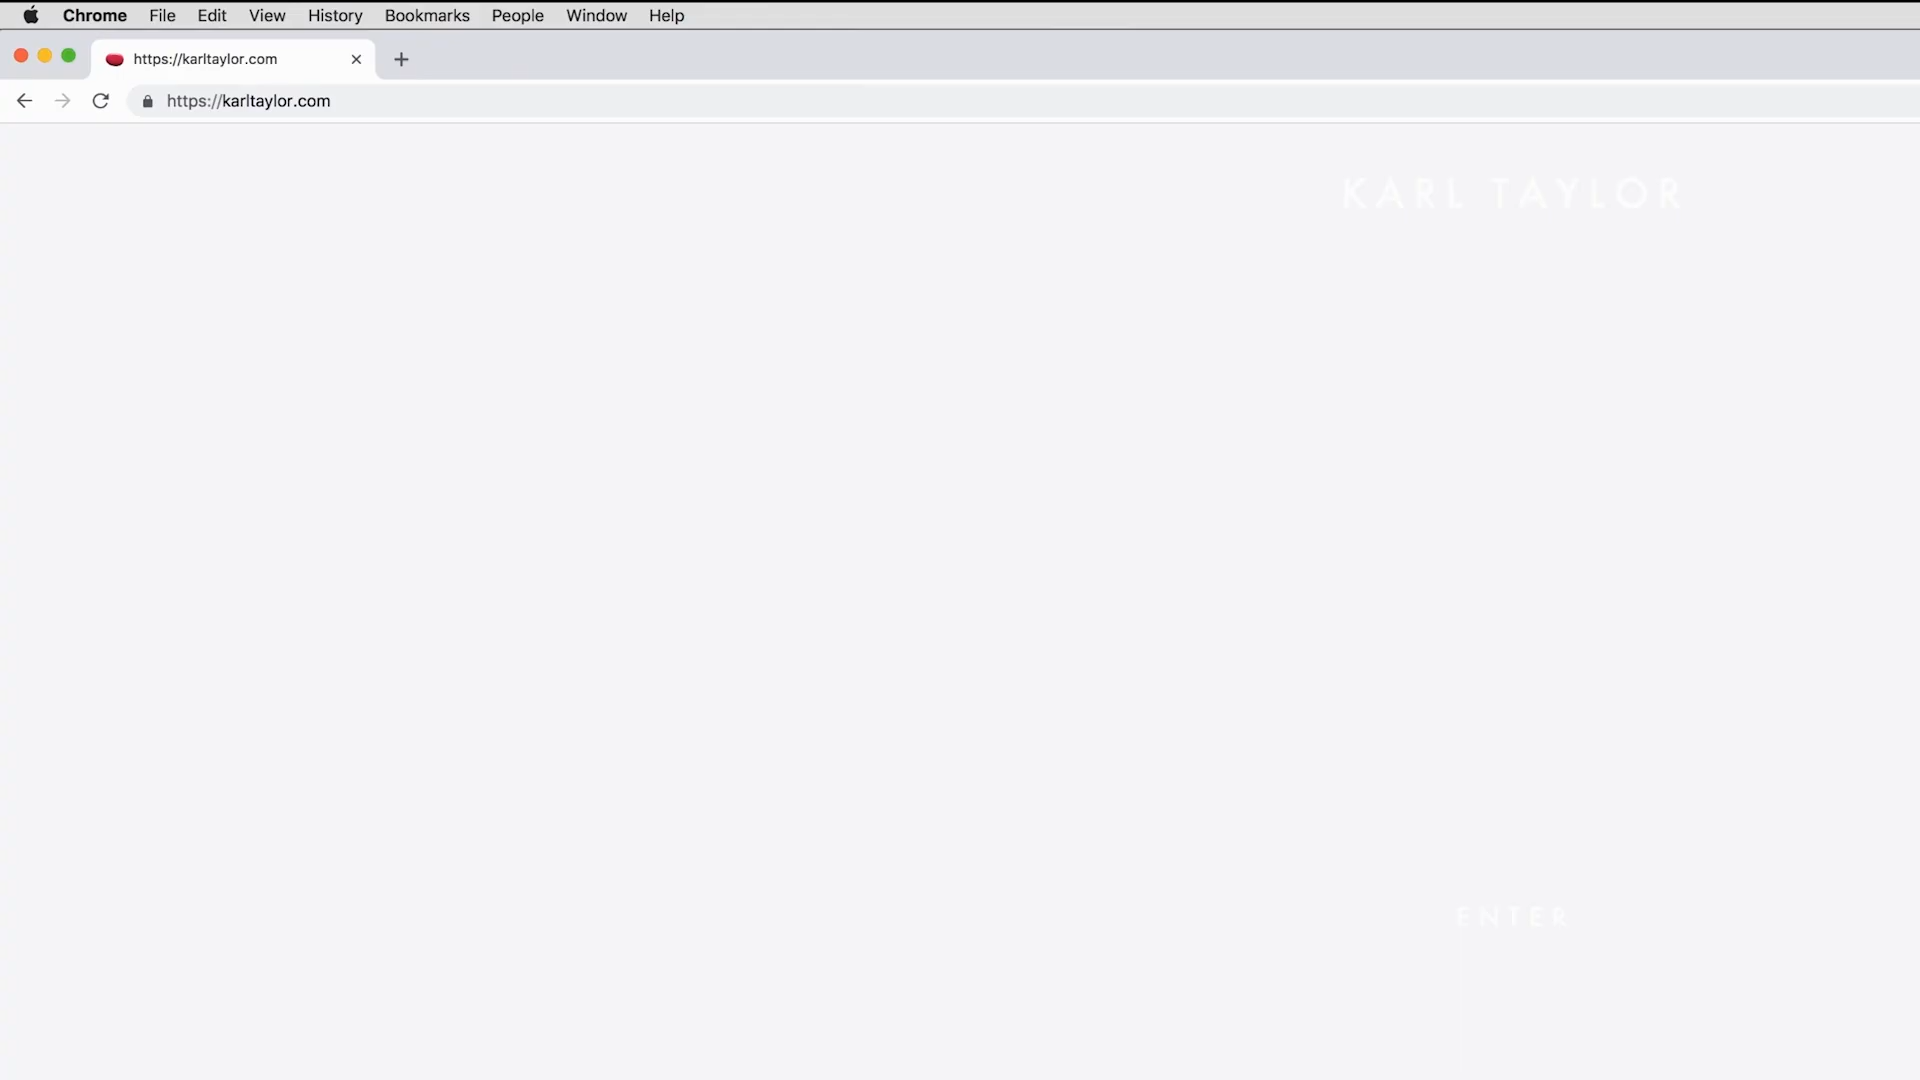 Chrome File Edit View History Bookmarks People Window Help
https://karltaylor.com
https://karltaylor.com
KARL TAYLOR
ENTER